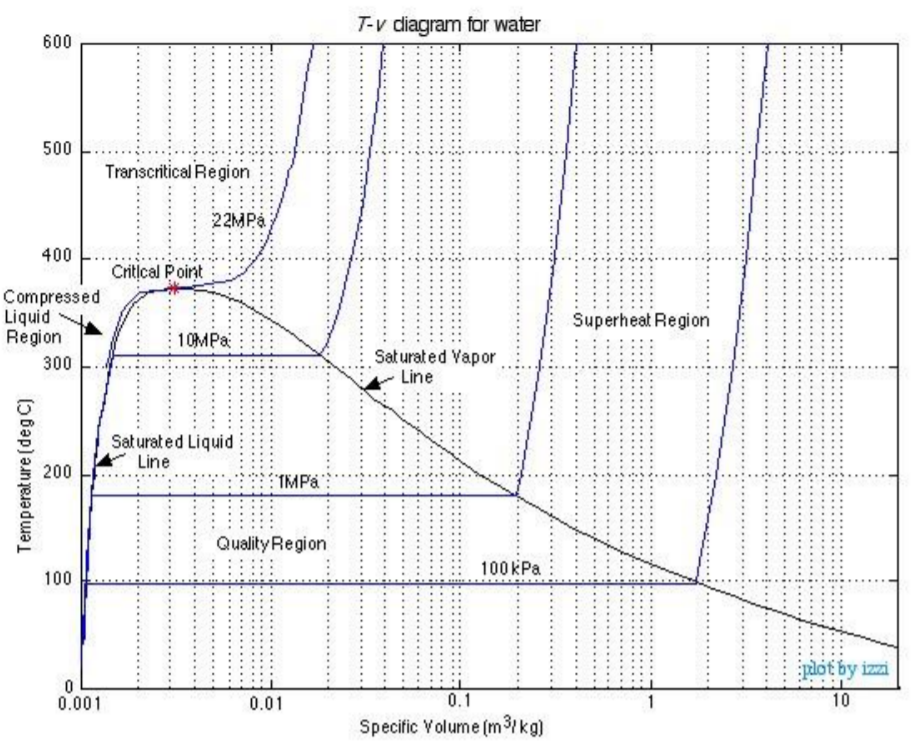 T-v diagram for water
600
500
Transcritical Region
22MPa
400
Critical Point
Compressed
Liquid
Region
10MPa
Superheat Region
300
Saturated Vapor
Line
Temperature (deg C)
Saturated Liquid
Line
200
1MPa
Quality Region
100 kPa
100
plot by izzi
0
0.001
0.01
0.1
1
10
Specific Volume (m³/kg)